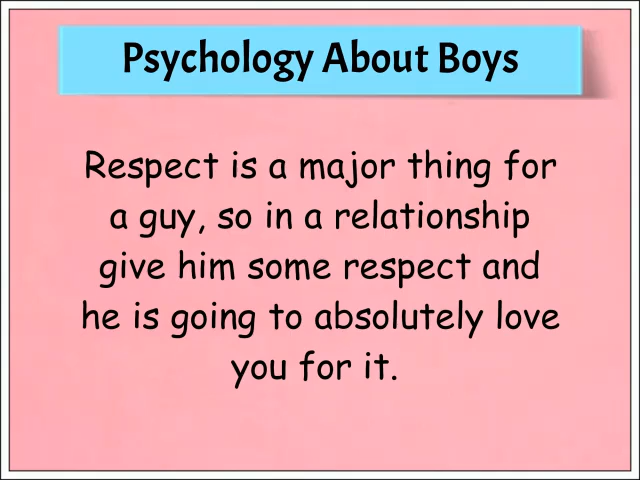 Psychology About Boys
Respect is a major thing for
a guy, so in a relationship
give him some respect and
he is going to absolutely love
you for it.